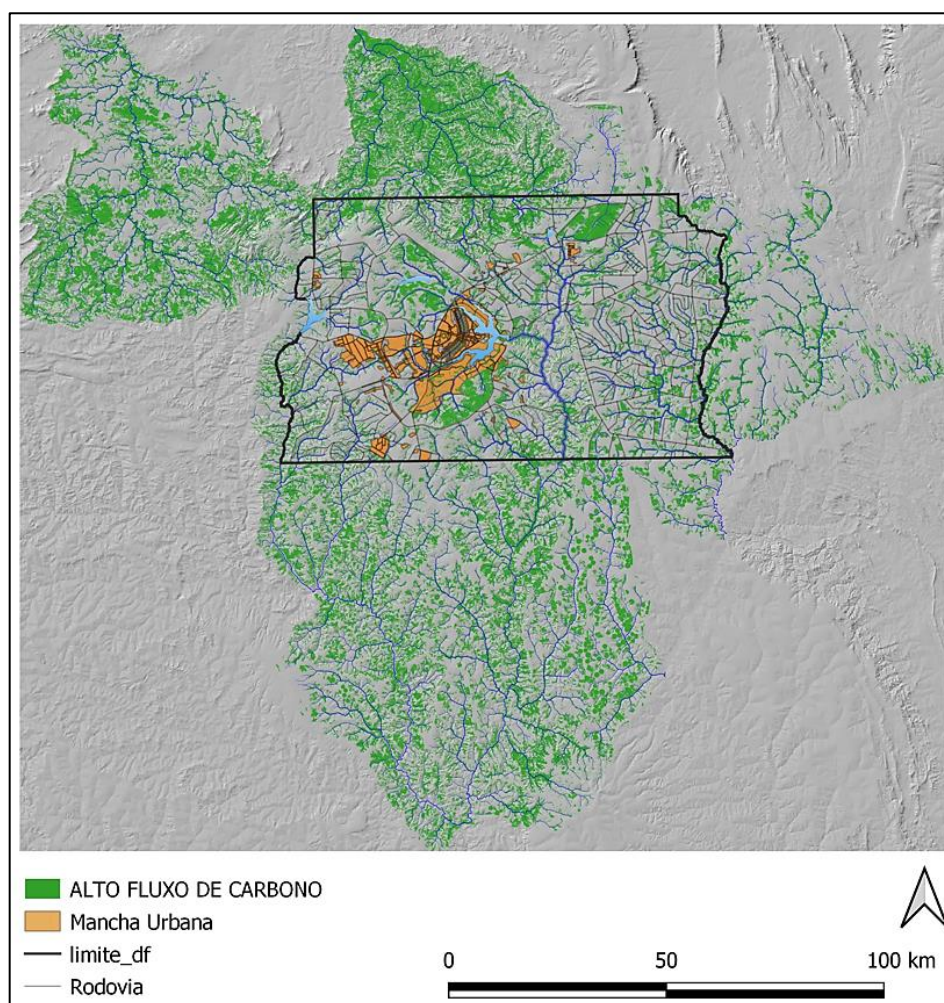 ALTO FLUXO DE CARBONO
Mancha Urbana
limite_df
Rodovia
0 50 100 km